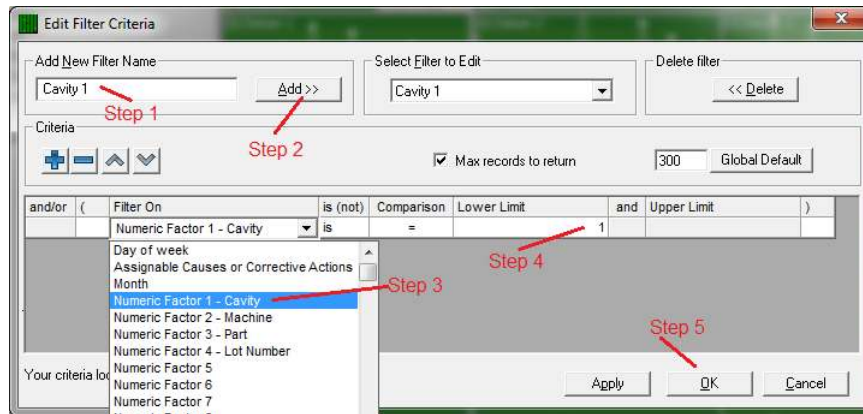 Edit Filter Criteria
x
Add New Filter Name
Select Filter to Edit
Delete filter
Cavity 1
Add >>
Cavity 1
<< Delete
Step 1
Step 2
Criteria
Max records to return
300
Global Default
and/or ( Filter On is (not) Comparison Lower Limit and Upper Limit )
Numeric Factor 1 - Cavity is = 1
Day of week
Assignable Causes or Corrective Actions
Month
Numeric Factor 1 - Cavity
Numeric Factor 2 - Machine
Numeric Factor 3 - Part
Numeric Factor 4 - Lot Number
Numeric Factor 5
Numeric Factor 6
Numeric Factor 7
Step 4
Step 3
Step 5
Your criteria
Apply
OK
Cancel